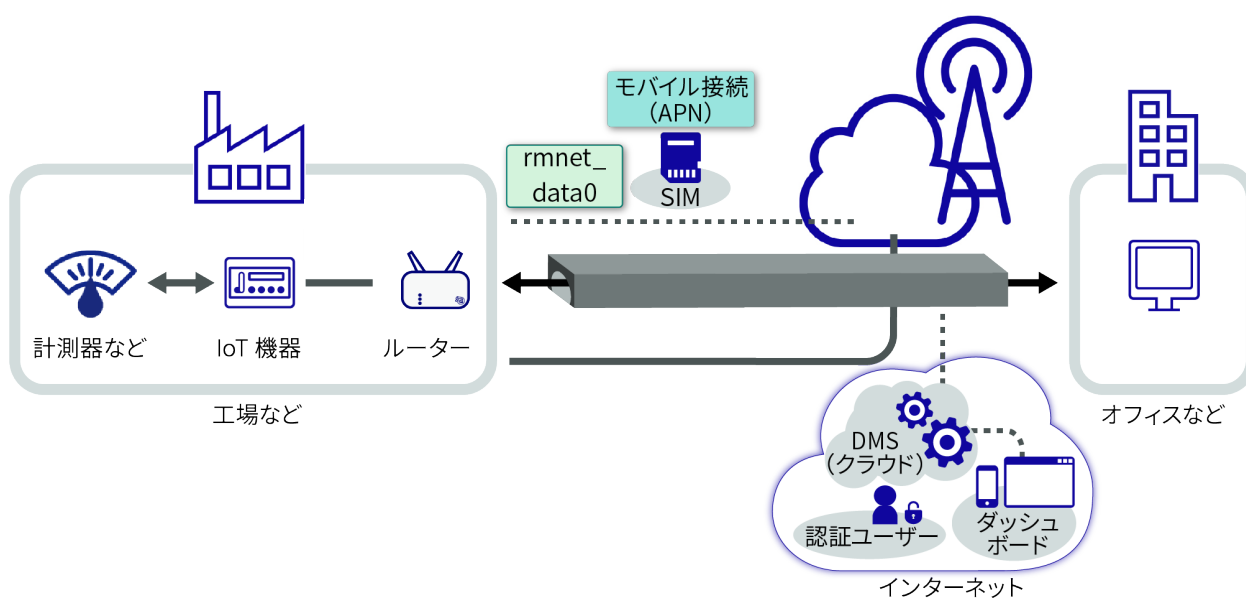 モバイル接続
（APN）
rmnet_
data0
SIM
計測器など
IoT 機器
ルーター
工場など
オフィスなど
DMS
（クラウド）
認証ユーザー
ダッシュ
ボード
インターネット